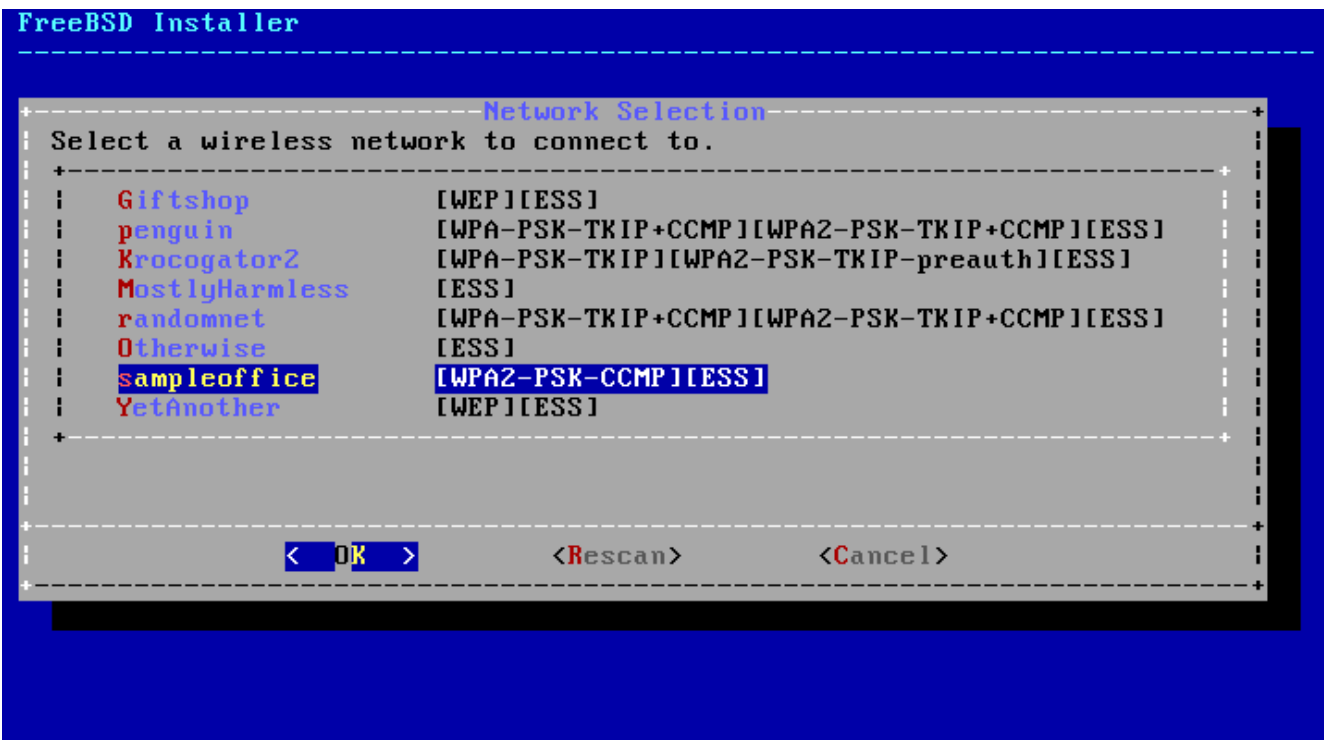 FreeBSD Installer
Network Selection
Select a wireless network to connect to.
Giftshop [WEP][ESS]
penguin [WPA-PSK-TKIP+CCMP][WPA2-PSK-TKIP+CCMP][ESS]
Krocogator2 [WPA-PSK-TKIP][WPA2-PSK-TKIP-preauth][ESS]
MostlyHarmless [ESS]
randomnet [WPA-PSK-TKIP+CCMP][WPA2-PSK-TKIP+CCMP][ESS]
Otherwise [ESS]
sampleoffice [WPA2-PSK-CCMP][ESS]
YetAnother [WEP][ESS]
< OK > <Rescan> <Cancel>